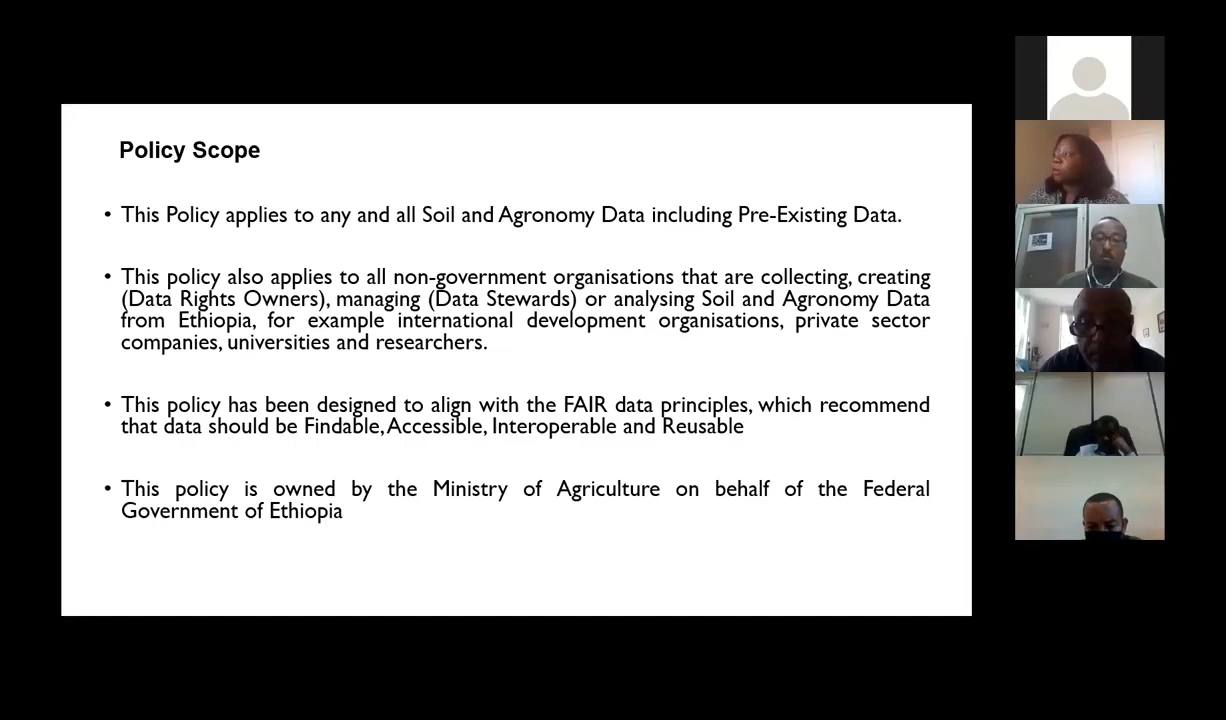 Policy Scope
• This Policy applies to any and all Soil and Agronomy Data including Pre-Existing Data.
• This policy also applies to all non-government organisations that are collecting, creating
(Data Rights Owners), managing (Data Stewards) or analysing Soil and Agronomy Data
from Ethiopia, for example international development organisations, private sector
companies, universities and researchers.
• This policy has been designed to align with the FAIR data principles, which recommend
that data should be Findable, Accessible, Interoperable and Reusable
• This policy is owned by the Ministry of Agriculture on behalf of the Federal
Government of Ethiopia